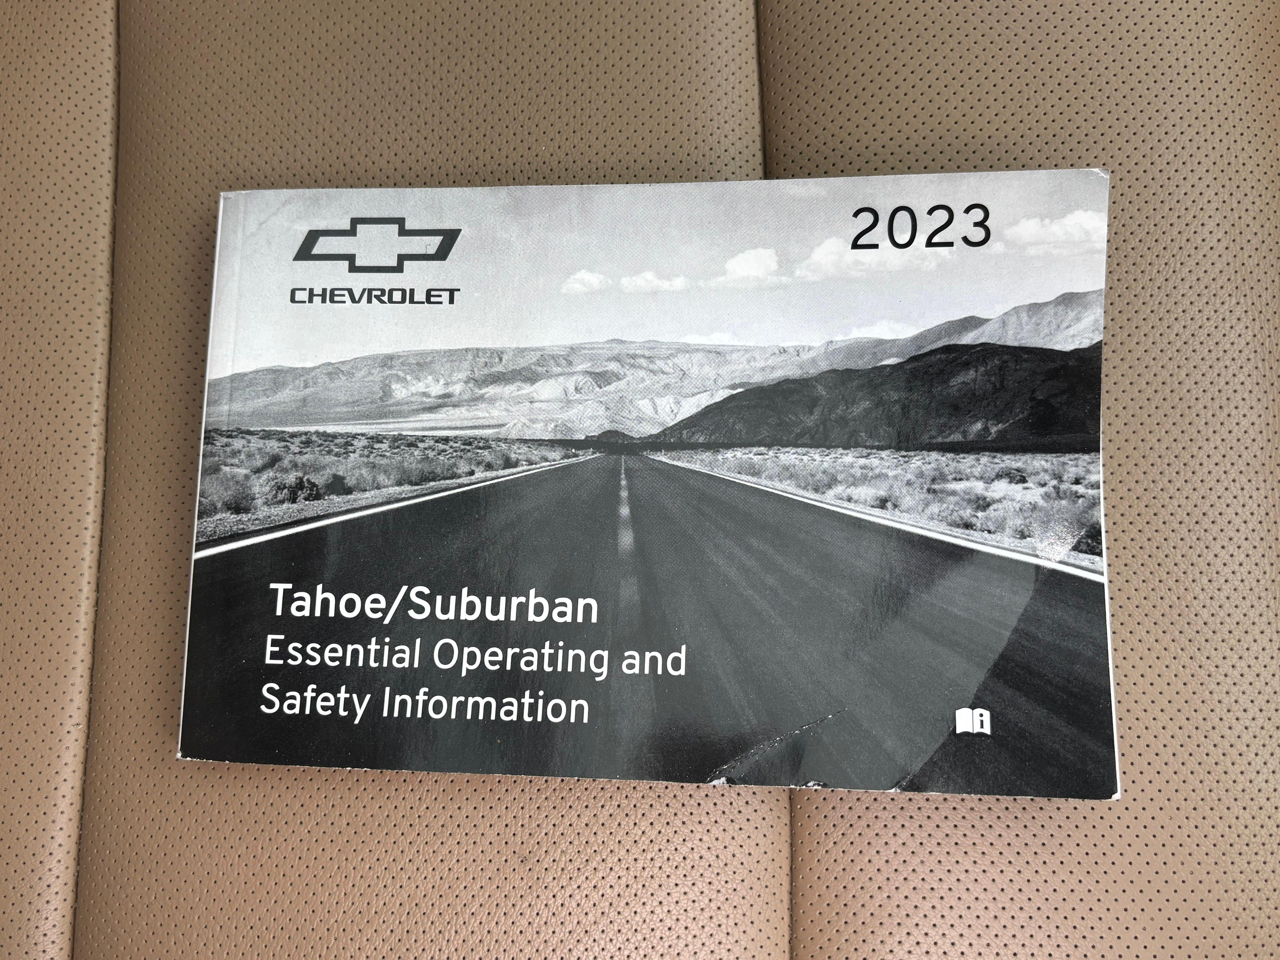 CHEVROLET
2023
Tahoe/Suburban
Essential Operating and
Safety Information